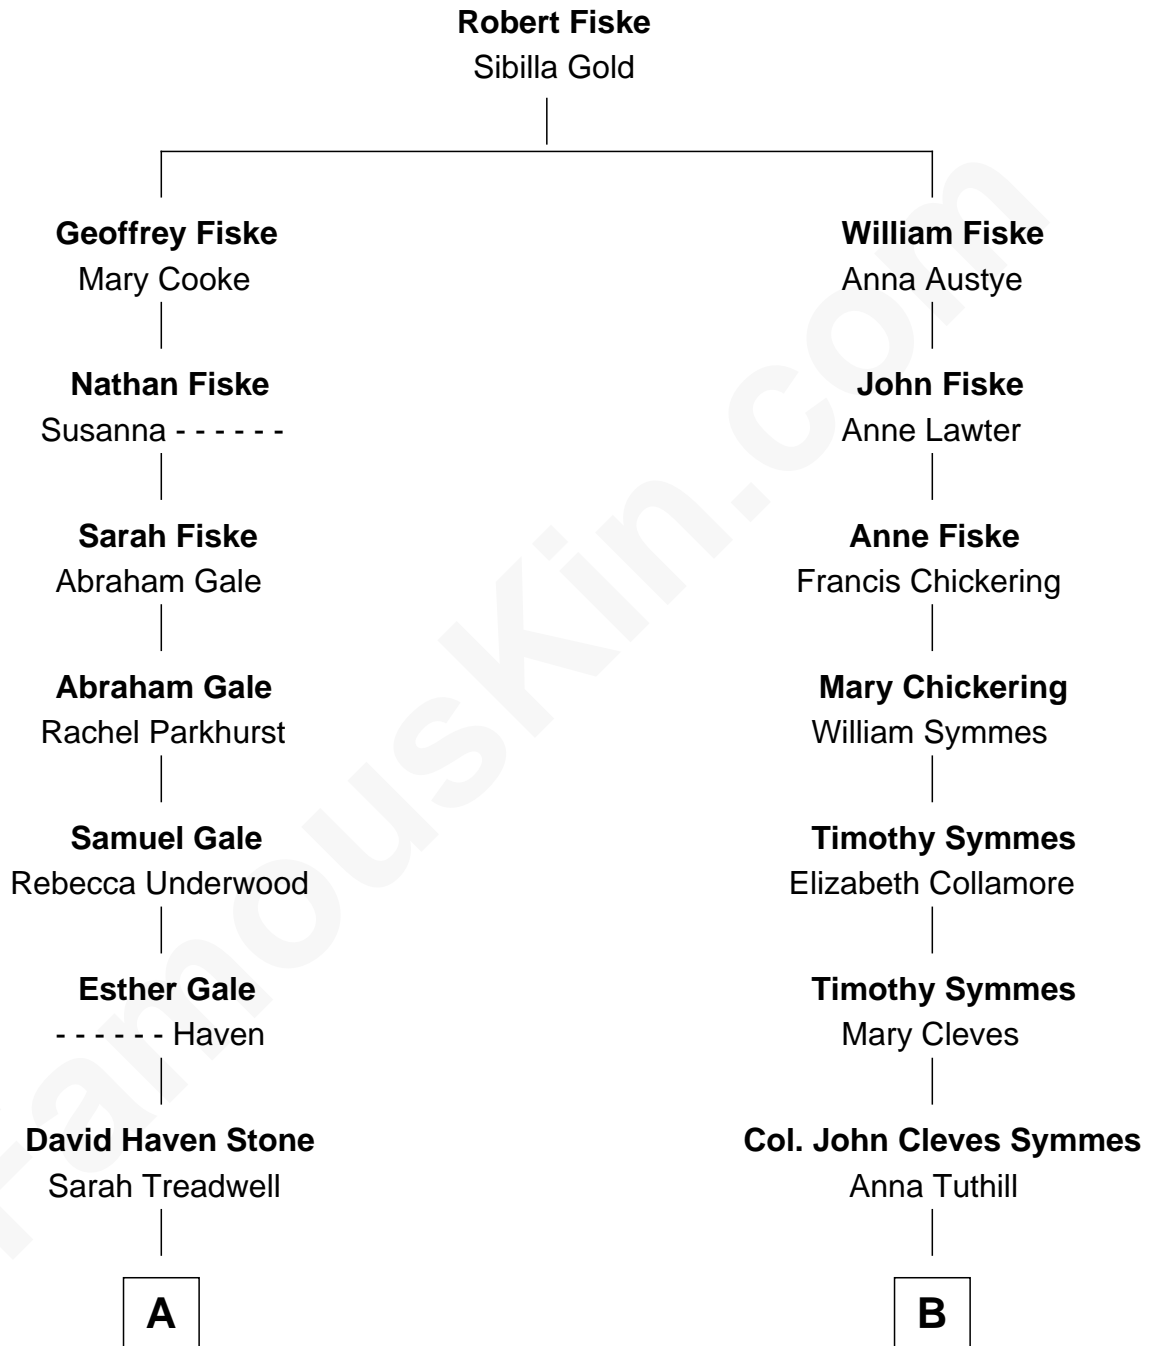 Robert Fiske
Sibilla Gold
Geoffrey Fiske
Mary Cooke
Nathan Fiske
Susanna - - - - - -
Sarah Fiske
Abraham Gale
Abraham Gale
Rachel Parkhurst
Samuel Gale
Rebecca Underwood
Esther Gale
- - - - - - Haven
David Haven Stone
Sarah Treadwell
A
William Fiske
Anna Austye
John Fiske
Anne Lawter
Anne Fiske
Francis Chickering
Mary Chickering
William Symmes
Timothy Symmes
Elizabeth Collamore
Timothy Symmes
Mary Cleves
Col. John Cleves Symmes
Anna Tuthill
B
FamousKin.com